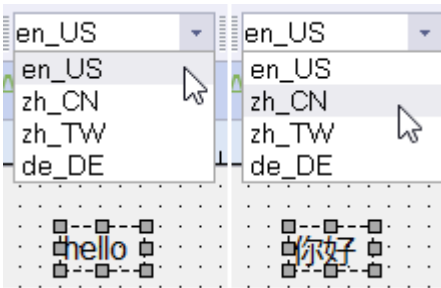 en_US
en_US
zh_CN
zh_TW
de_DE
hello
en_US
en_US
zh_CN
zh_TW
de_DE
你好